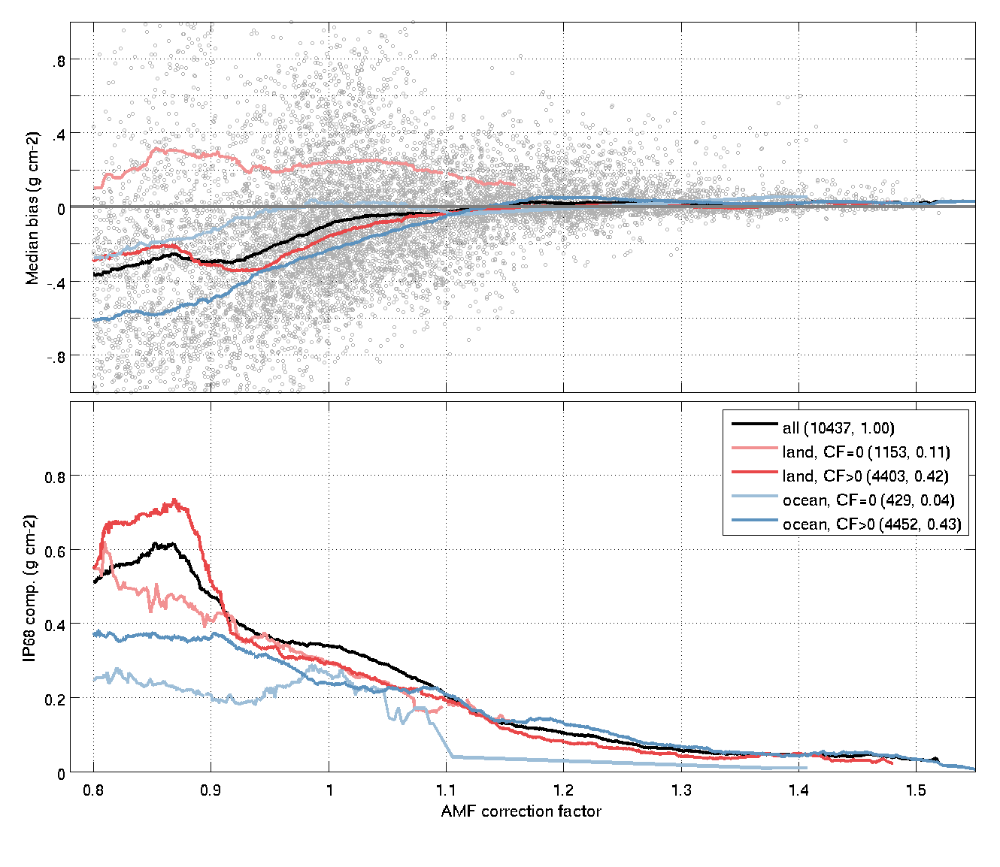 .8
.4
0
-.4
-.8
Median bias (g cm-2)
all (10437, 1.00)
land, CF=0 (1153, 0.11)
land, CF>0 (4403, 0.42)
ocean, CF=0 (429, 0.04)
ocean, CF>0 (4452, 0.43)
0.8
0.6
0.4
0.2
0
IP68 comp. (g cm-2)
0.8 0.9 1 1.1 1.2 1.3 1.4 1.5
AMF correction factor